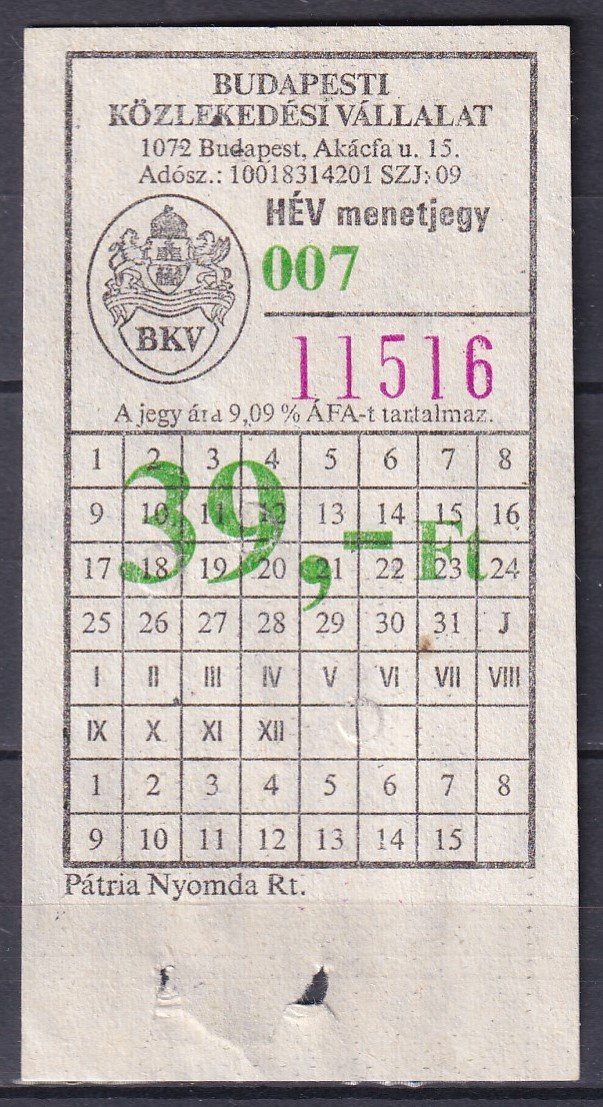 BUDAPESTI
KÖZLEKEDÉSI VÁLLALAT
1072 Budapest, Akácfa u. 15.
Adósz.: 10018314201 SZJ: 09
HÉV menetjegy
007
BKV
11516
A jegy ára 9,09 % ÁFA-t tartalmaz.
39,- Ft
1 2 3 4 5 6 7 8
9 10 11 12 13 14 15 16
17 18 19 20 21 22 23 24
25 26 27 28 29 30 31 J
I II III IV V VI VII VIII
IX X XI XII
1 2 3 4 5 6 7 8
9 10 11 12 13 14 15
Pátria Nyomda Rt.